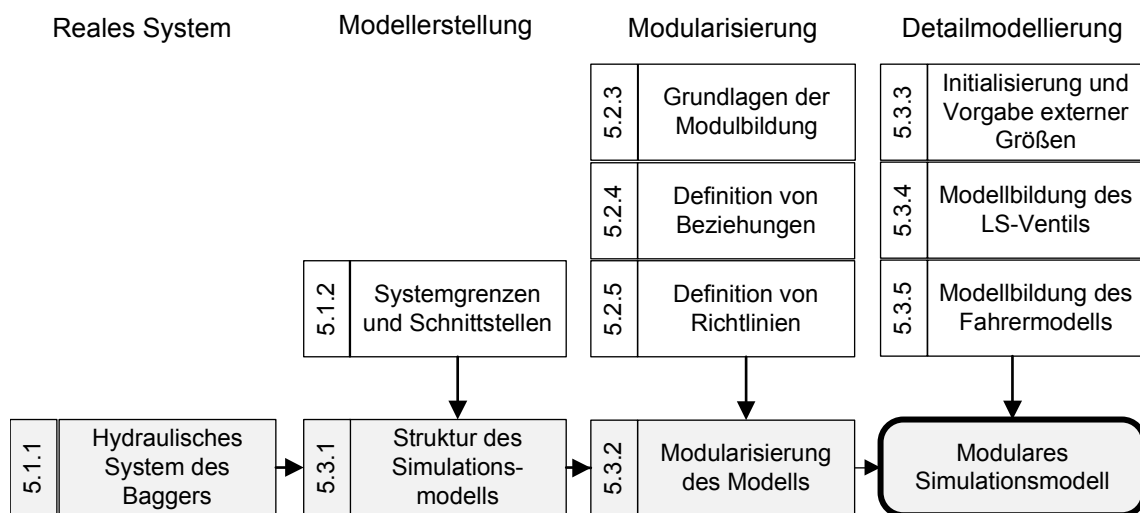 Reales System
Modellerstellung
Modularisierung
Detailmodellierung
5.2.3
Grundlagen der
Modulbildung
5.3.3
Initialisierung und
Vorgabe externer
Größen
5.2.4
Definition von
Beziehungen
5.3.4
Modellbildung des
LS-Ventils
5.1.2
Systemgrenzen
und Schnittstellen
5.2.5
Definition von
Richtlinien
5.3.5
Modellbildung des
Fahrermodells
5.1.1
Hydraulisches
System des
Baggers
5.3.1
Struktur des
Simulations-
modells
5.3.2
Modularisierung
des Modells
Modulares
Simulationsmodell